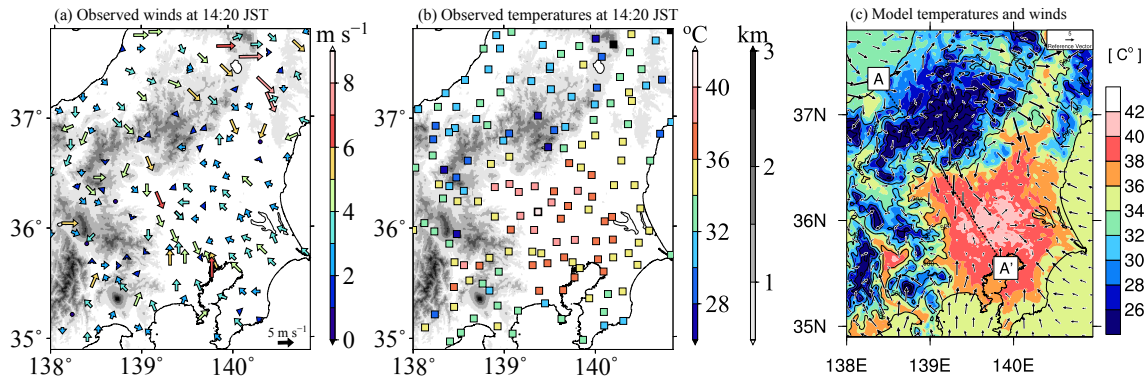 (a) Observed winds at 14:20 JST
m s⁻¹
8
6
4
2
0
37°
36°
35°
138
139
140
5 m s⁻¹
(b) Observed temperatures at 14:20 JST
°C
40
36
32
28
km
3
2
1
37°
36°
35°
138
139
140
(c) Model temperatures and winds
5
Reference Vector
[ C° ]
42
40
38
36
34
32
30
28
26
A
A'
37N
36N
35N
138E
139E
140E